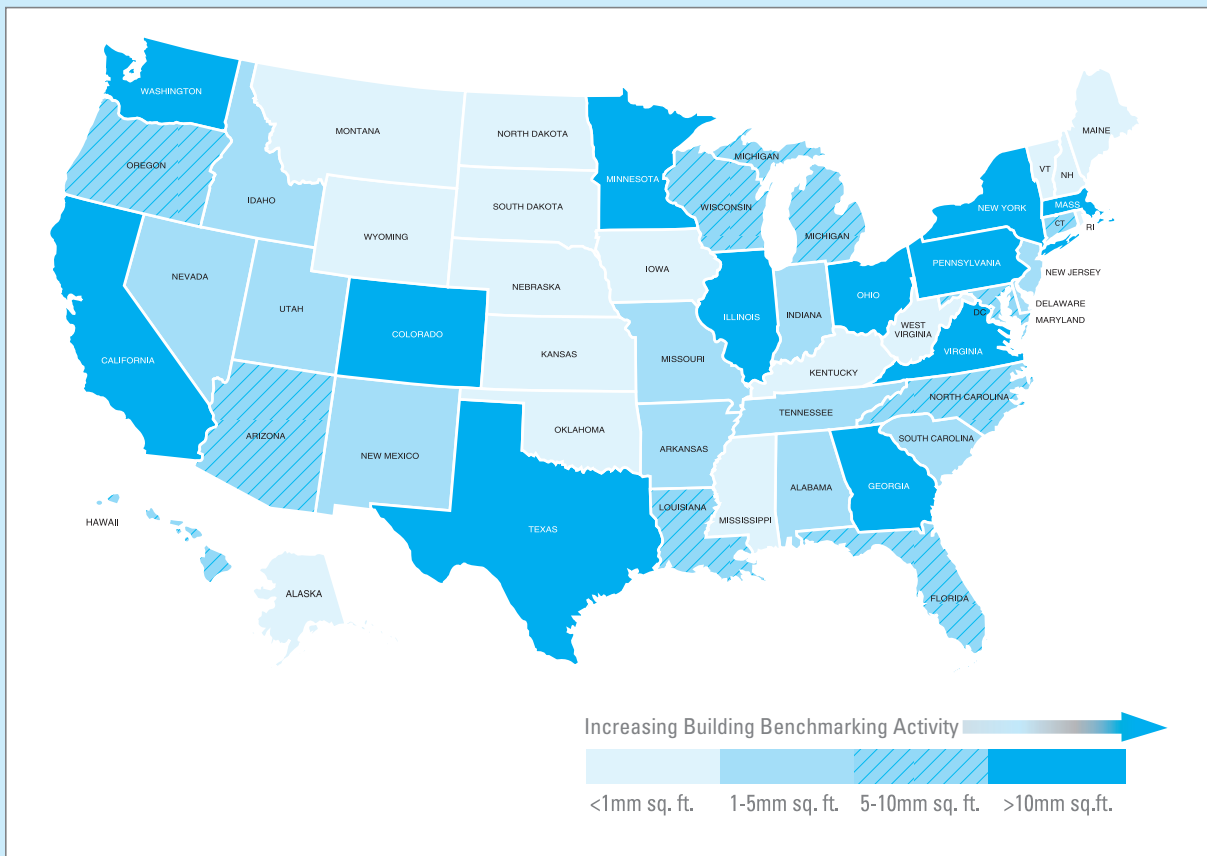 WASHINGTON
MONTANA
NORTH DAKOTA
MAINE
OREGON
MICHIGAN
VT
NH
IDAHO
MINNESOTA
SOUTH DAKOTA
WISCONSIN
NEW YORK
MASS
WYOMING
MICHIGAN
CT
RI
NEVADA
IOWA
PENNSYLVANIA
NEW JERSEY
NEBRASKA
OHIO
UTAH
ILLINOIS
INDIANA
DELAWARE
DC
MARYLAND
COLORADO
WEST
VIRGINIA
CALIFORNIA
KANSAS
MISSOURI
VIRGINIA
KENTUCKY
NORTH CAROLINA
TENNESSEE
ARIZONA
OKLAHOMA
SOUTH CAROLINA
NEW MEXICO
ARKANSAS
ALABAMA
GEORGIA
LOUISIANA
MISSISSIPPI
HAWAII
TEXAS
ALASKA
FLORIDA
Increasing Building Benchmarking Activity
<1mm sq. ft. 1-5mm sq. ft. 5-10mm sq. ft. >10mm sq.ft.